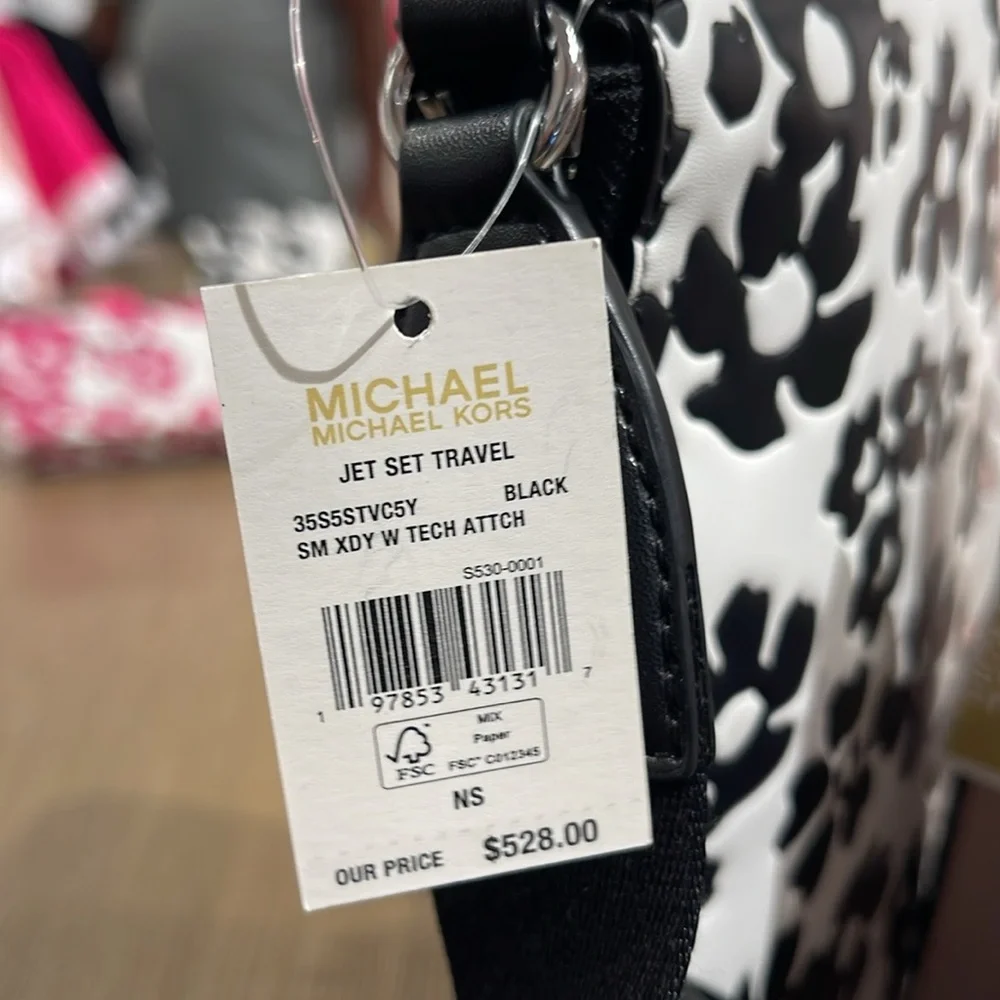 MICHAEL
MICHAEL KORS
JET SET TRAVEL
35S5STVC5Y BLACK
SM XDY W TECH ATTCH
S530-0001
1 97853 43131 7
FSC
MIX
Paper
FSC™ C012345
NS
OUR PRICE $528.00